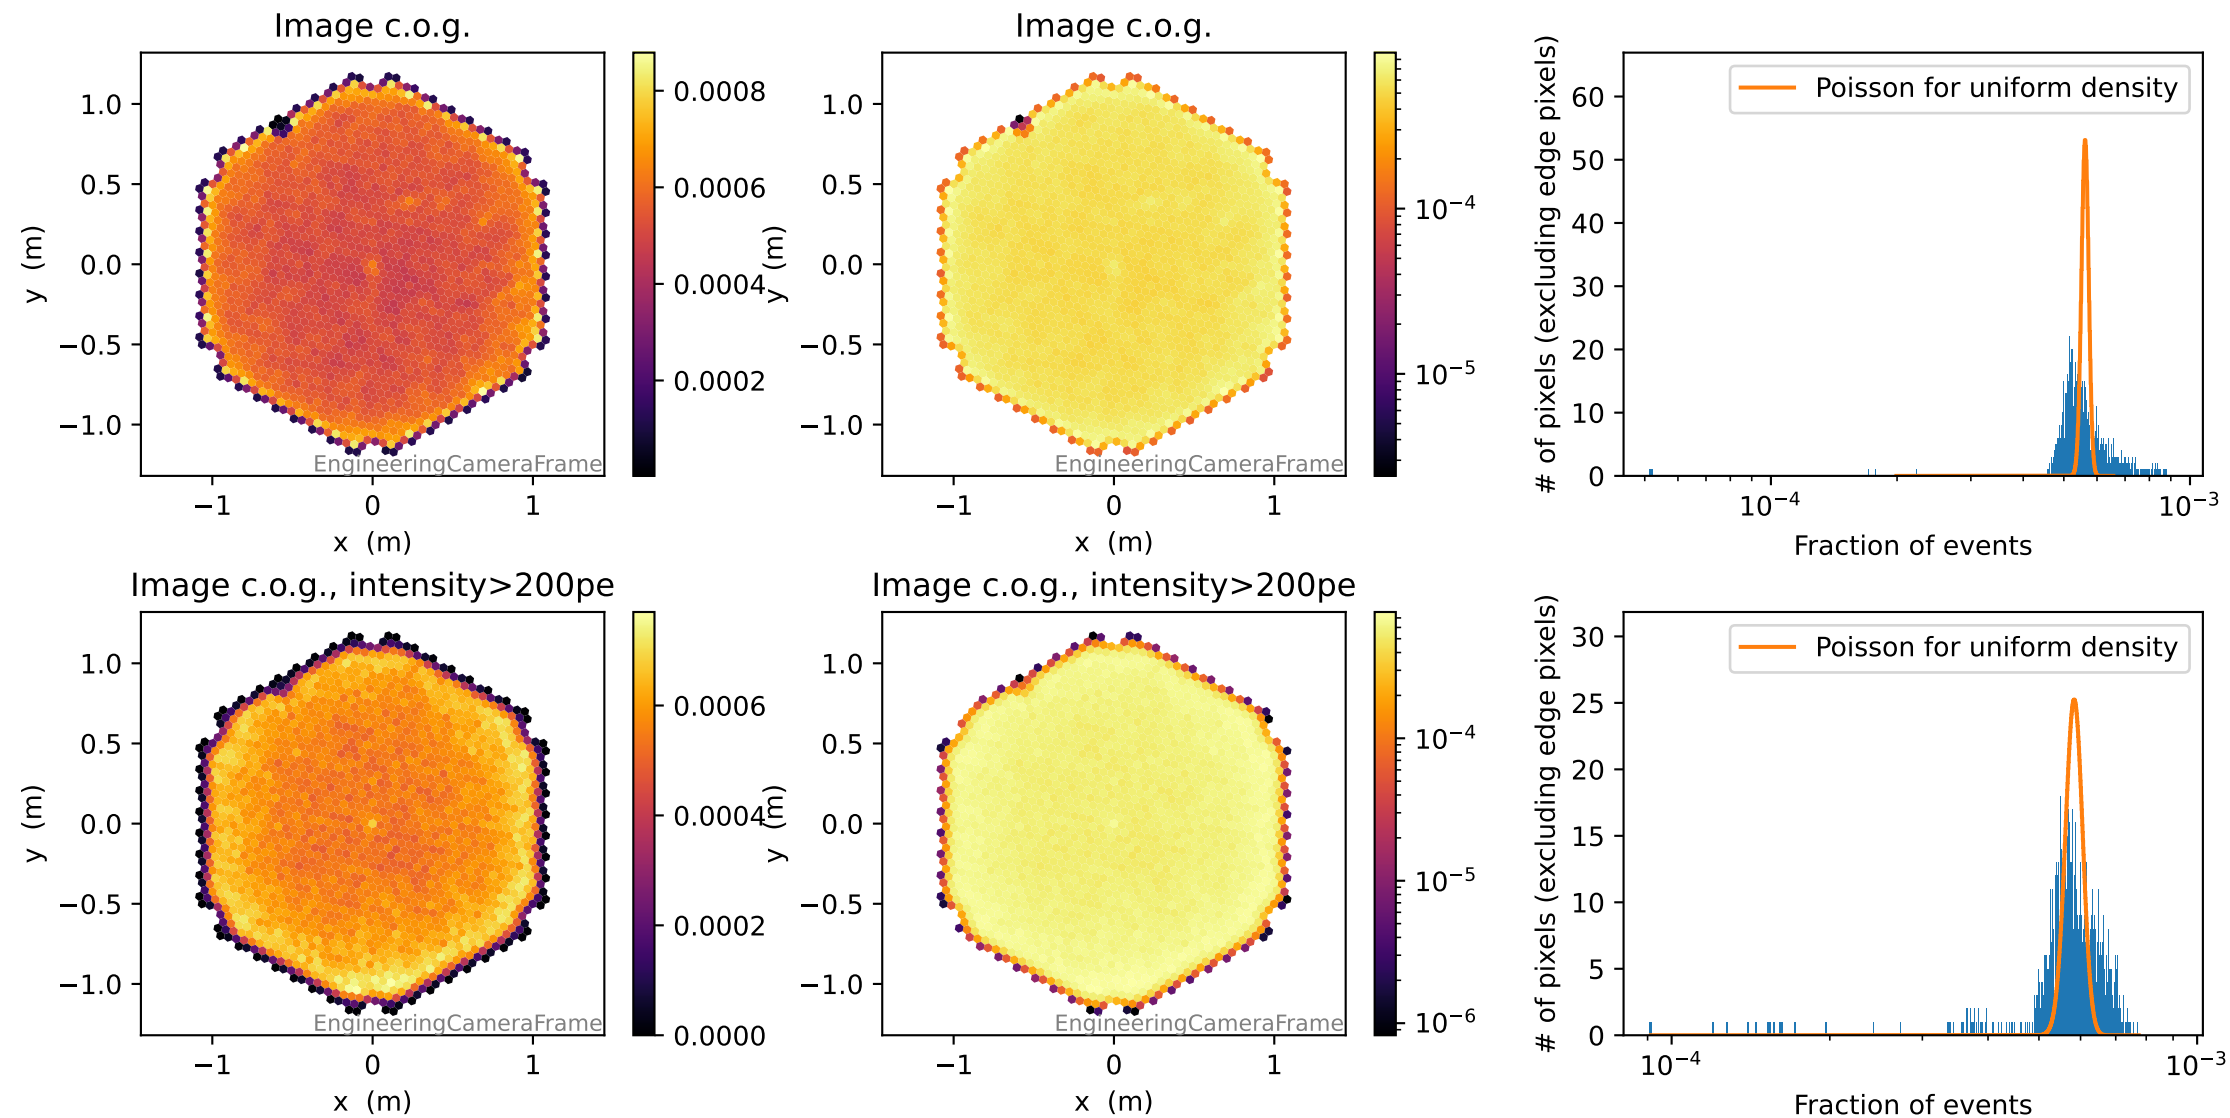 Image c.o.g.
1.0
0.5
0.0
−0.5
−1.0
y (m)
−1
0
1
x (m)
EngineeringCameraFrame
0.0008
0.0006
0.0004
0.0002
Image c.o.g.
1.0
0.5
0.0
−0.5
−1.0
y (m)
−1
0
1
x (m)
EngineeringCameraFrame
10−4
10−5
# of pixels (excluding edge pixels)
60
50
40
30
20
10
0
Poisson for uniform density
10−4
10−3
Fraction of events
Image c.o.g., intensity>200pe
1.0
0.5
0.0
−0.5
−1.0
y (m)
−1
0
1
x (m)
EngineeringCameraFrame
0.0006
0.0004
0.0002
0.0000
Image c.o.g., intensity>200pe
1.0
0.5
0.0
−0.5
−1.0
y (m)
−1
0
1
x (m)
EngineeringCameraFrame
10−4
10−5
10−6
# of pixels (excluding edge pixels)
30
25
20
15
10
5
0
Poisson for uniform density
10−4
10−3
Fraction of events